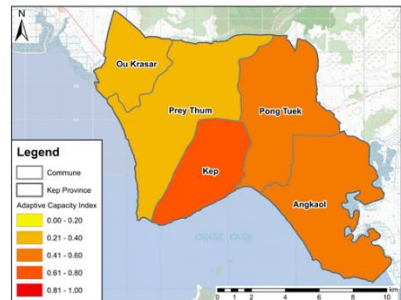 N
Ou Krasar
Prey Thum
Pong Tuek
Kep
Angkaol
Legend
Commune
Kep Province
Adaptive Capacity Index
0.00 - 0.20
0.21 - 0.40
0.41 - 0.60
0.61 - 0.80
0.81 - 1.00
km
0 1 2 4 6 8 10